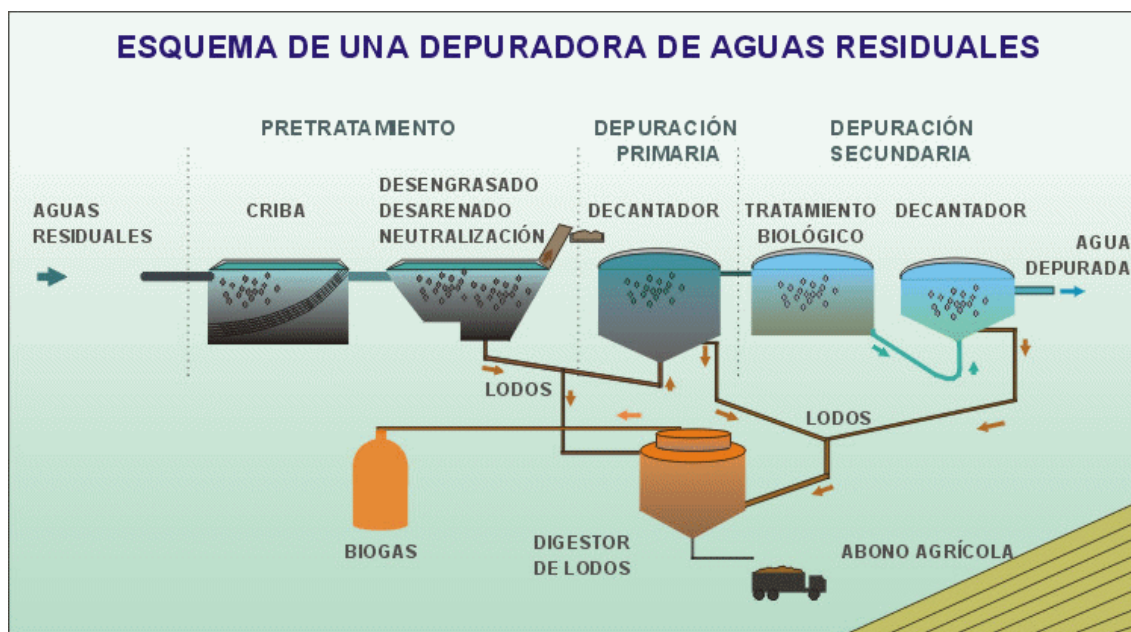 ESQUEMA DE UNA DEPURADORA DE AGUAS RESIDUALES
PRETRATAMIENTO
DEPURACIÓN
PRIMARIA
DEPURACIÓN
SECUNDARIA
AGUAS
RESIDUALES
CRIBA
DESENGRASADO
DESARENADO
NEUTRALIZACIÓN
DECANTADOR
TRATAMIENTO
BIOLÓGICO
DECANTADOR
AGUA
DEPURADA
LODOS
LODOS
BIOGAS
DIGESTOR
DE LODOS
ABONO AGRÍCOLA